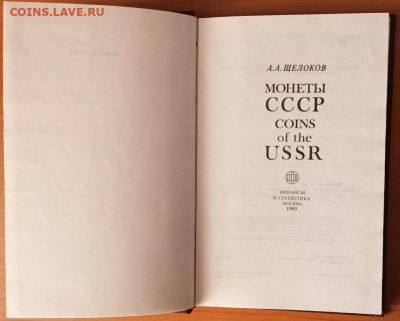 COINS.LAVE.RU
А.А.ЩЕЛОКОВ
МОНЕТЫ
СССР
COINS
of the
USSR
ФИНАНСЫ
И СТАТИСТИКА
МОСКВА
1989